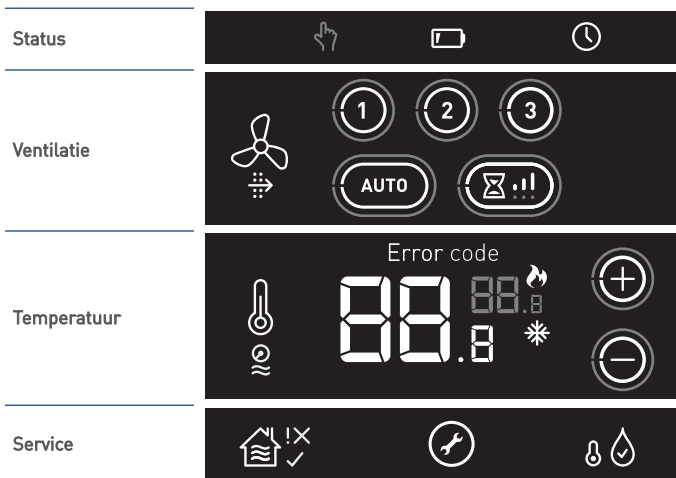 Status
Ventilatie
1 2 3
AUTO
Temperatuur
Error code
88.8 88.8
Service